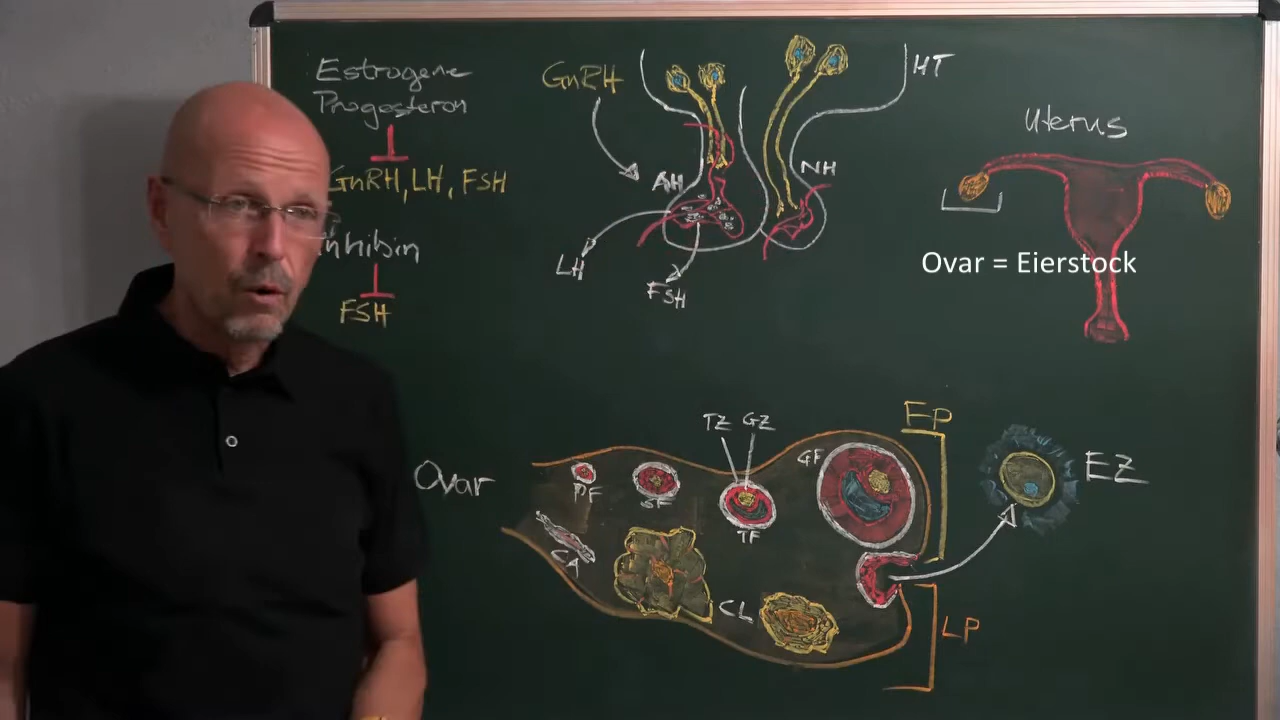 Estrogene
Progesteron
GnRH, LH, FSH
Inhibin
FSH
GnRH
HT
AH
NH
LH
FSH
Uterus
Ovar = Eierstock
Ovar
TZ GZ
GF
PF
SF
TF
CA
CL
FP
EZ
LP